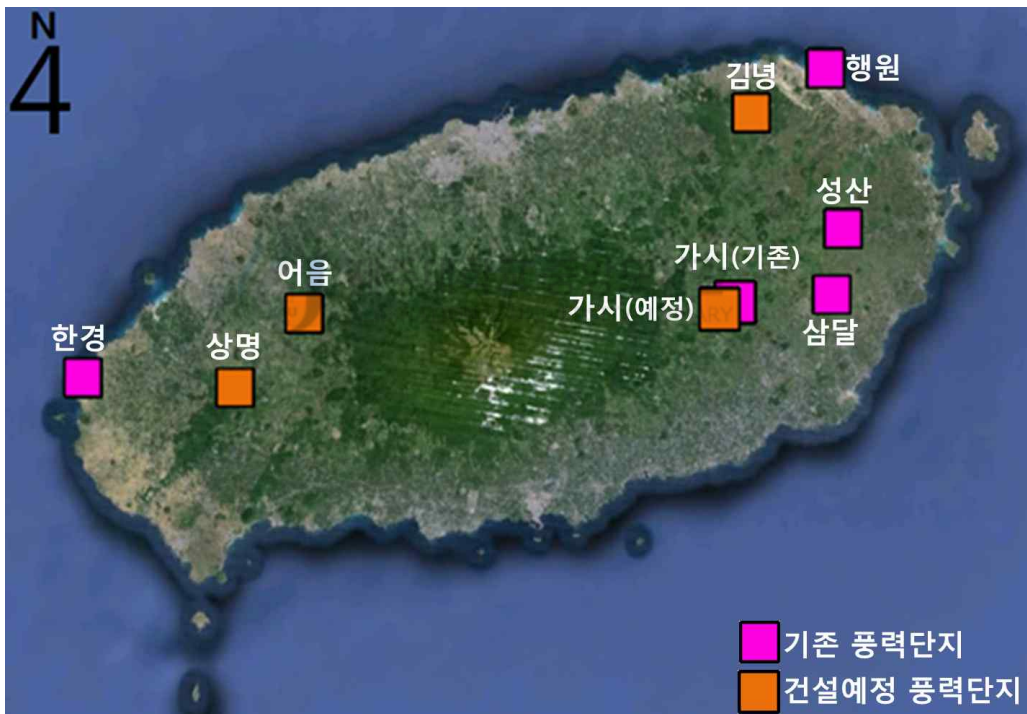 N
4
행원
김녕
성산
가시(기존)
어음
가시(예정)
삼달
한경
상명
기존 풍력단지
건설예정 풍력단지